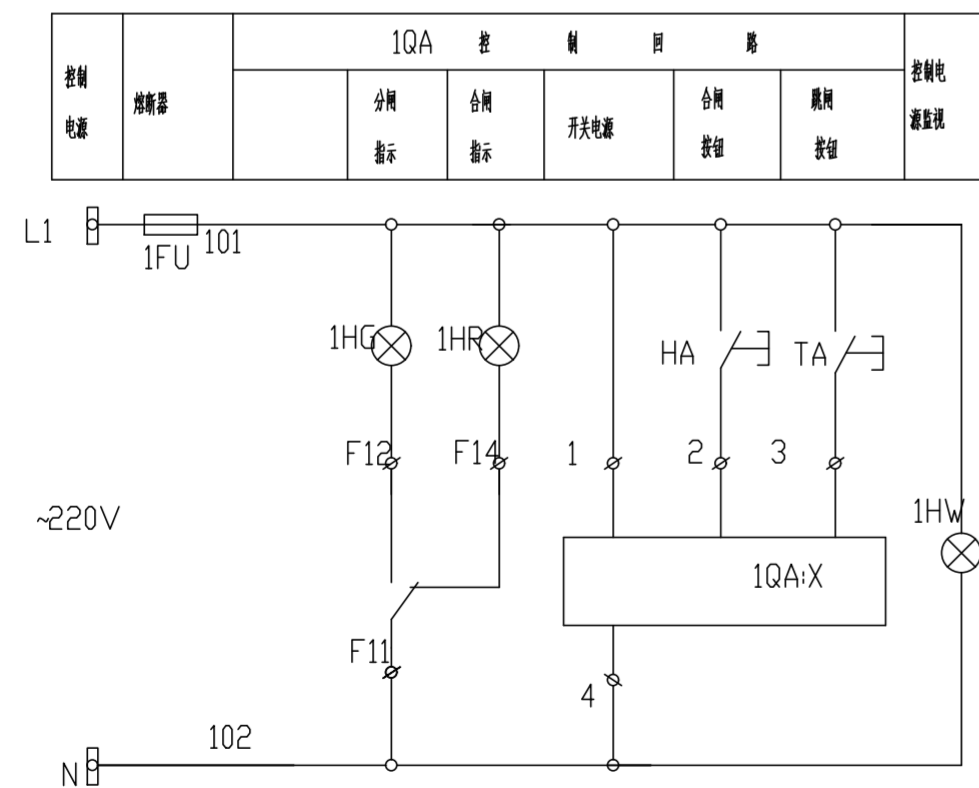 1QA 控 制 回 路
控制
电源
熔断器
分闸
指示
合闸
指示
开关电源
合闸
按钮
跳闸
按钮
控制电
源监视
L1
1FU
101
1HG
1HR
HA
TA
F12
F14
1
2
3
~220V
1HW
1QA:X
F11
4
102
N